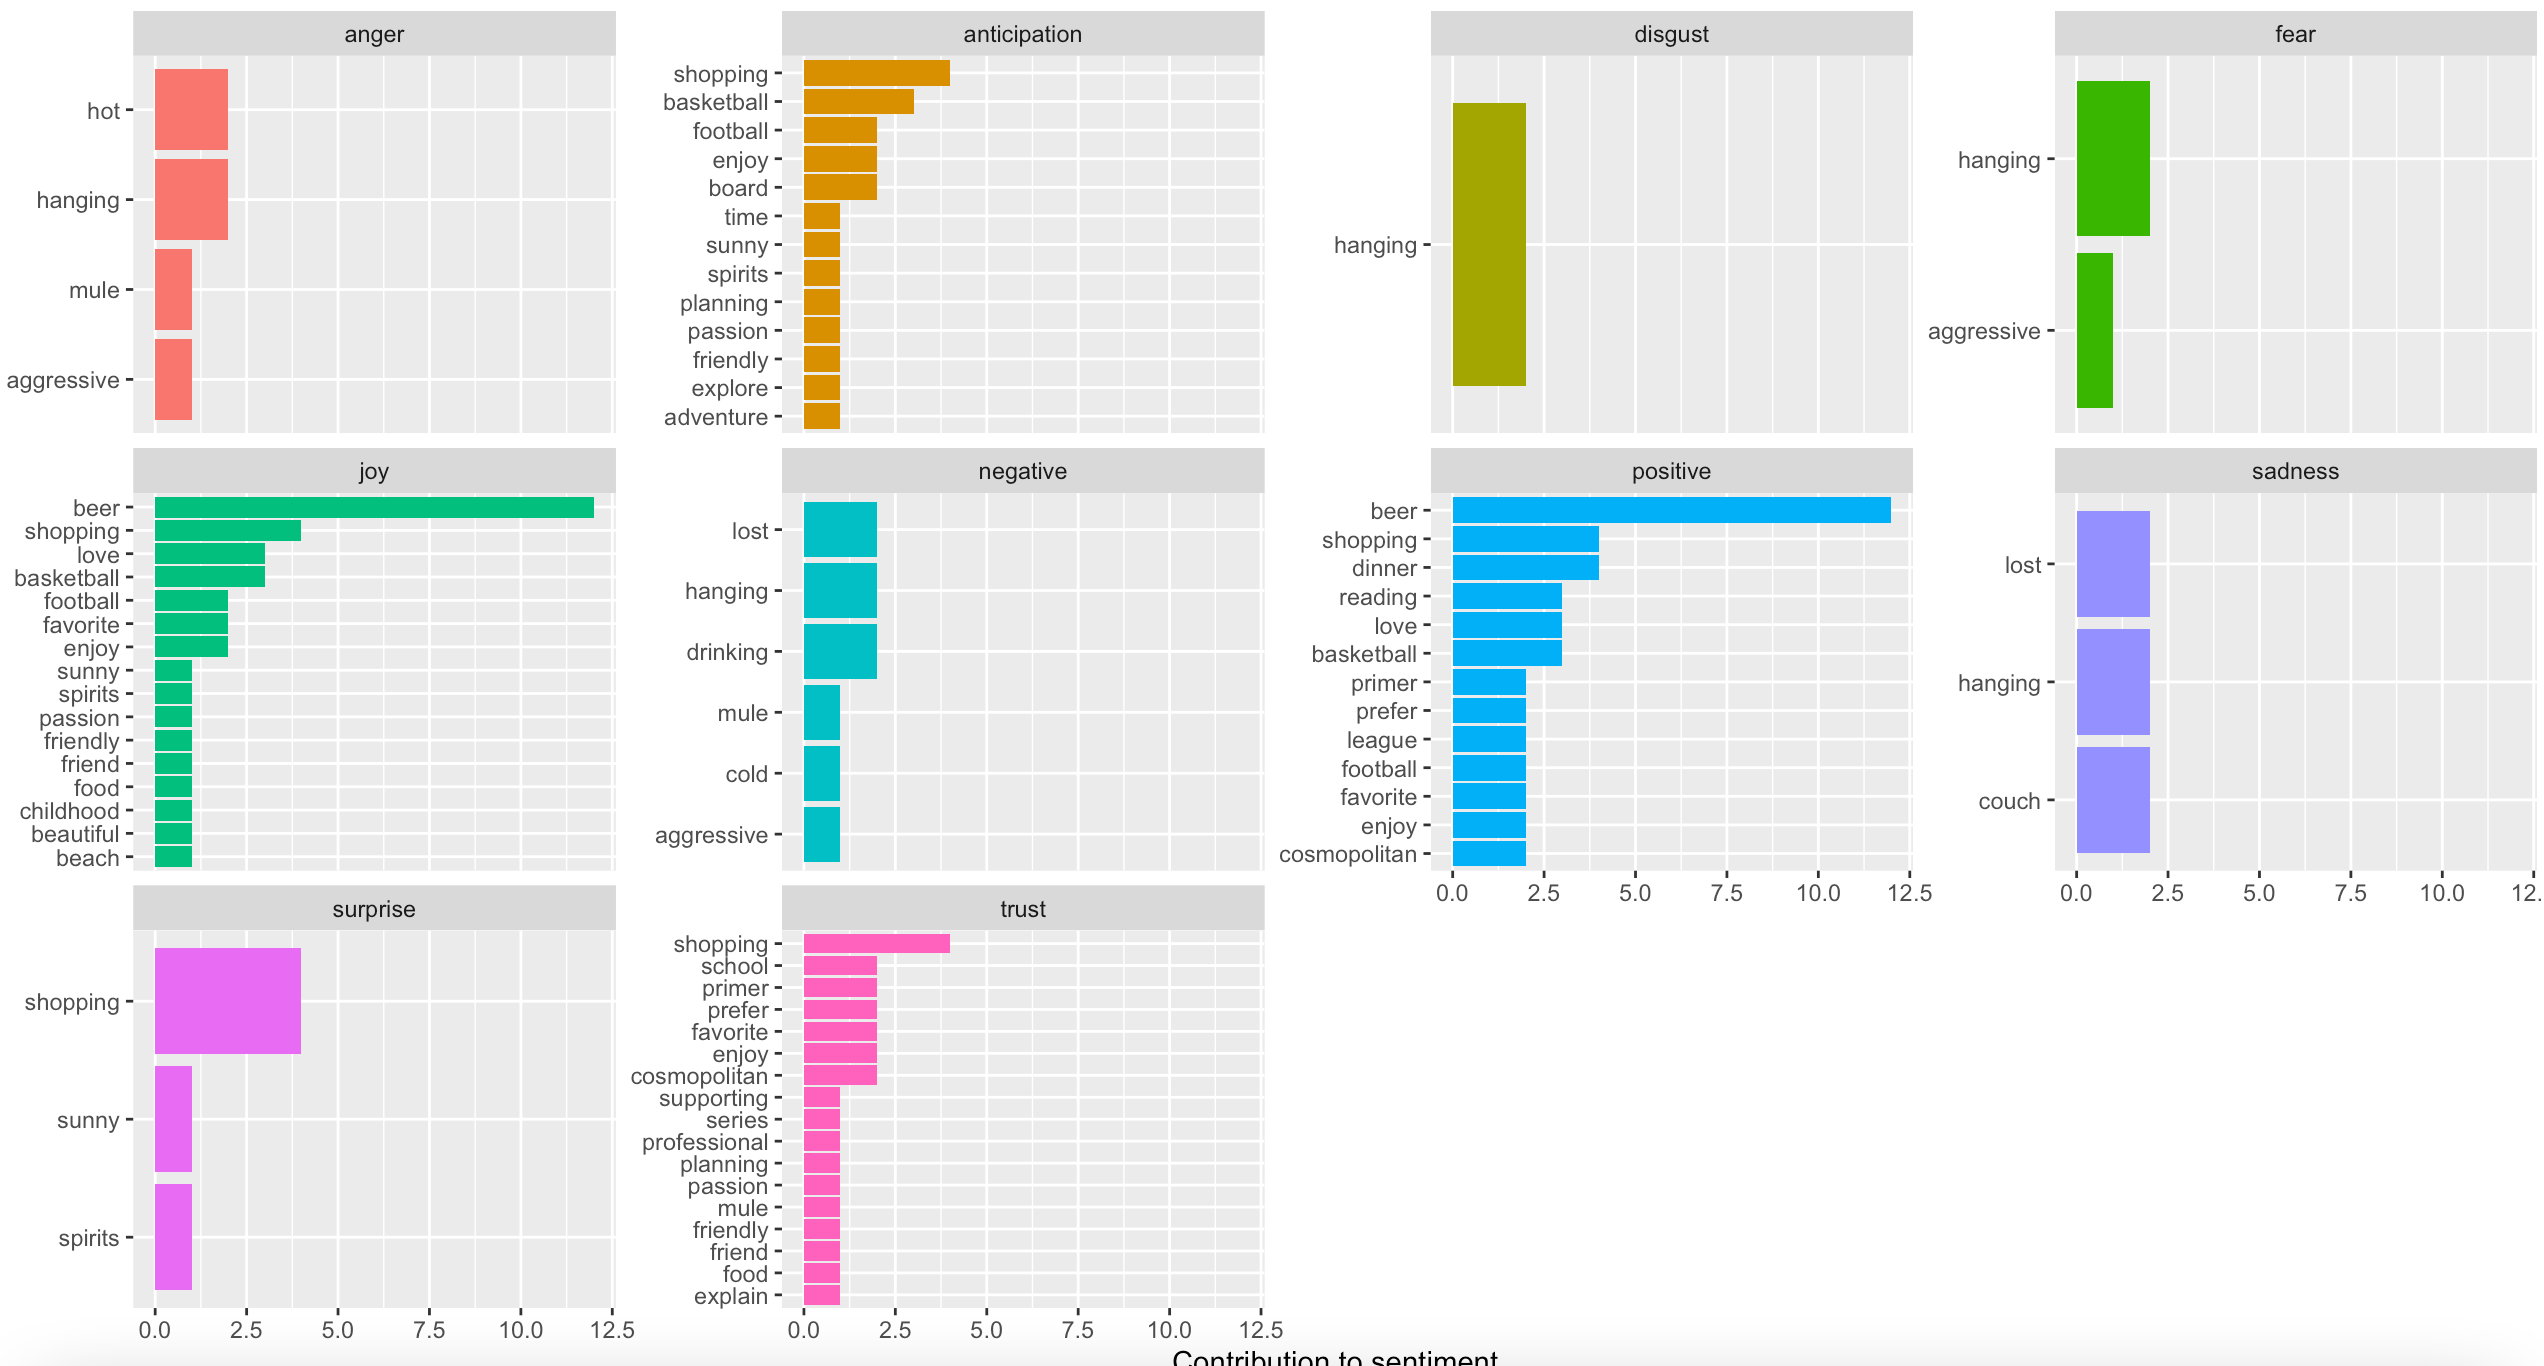 anger
hot
hanging
mule
aggressive
anticipation
shopping
basketball
football
enjoy
board
time
sunny
spirits
planning
passion
friendly
explore
adventure
disgust
hanging
fear
hanging
aggressive
joy
beer
shopping
love
basketball
football
favorite
enjoy
sunny
spirits
passion
friendly
friend
food
childhood
beautiful
beach
negative
lost
hanging
drinking
mule
cold
aggressive
positive
beer
shopping
dinner
reading
love
basketball
primer
prefer
league
football
favorite
enjoy
cosmopolitan
0.0 2.5 5.0 7.5 10.0 12.5
sadness
lost
hanging
couch
0.0 2.5 5.0 7.5 10.0 12.
surprise
shopping
sunny
spirits
0.0 2.5 5.0 7.5 10.0 12.5
trust
shopping
school
primer
prefer
favorite
enjoy
cosmopolitan
supporting
series
professional
planning
passion
mule
friendly
friend
food
explain
0.0 2.5 5.0 7.5 10.0 12.5
Contribution to sentiment